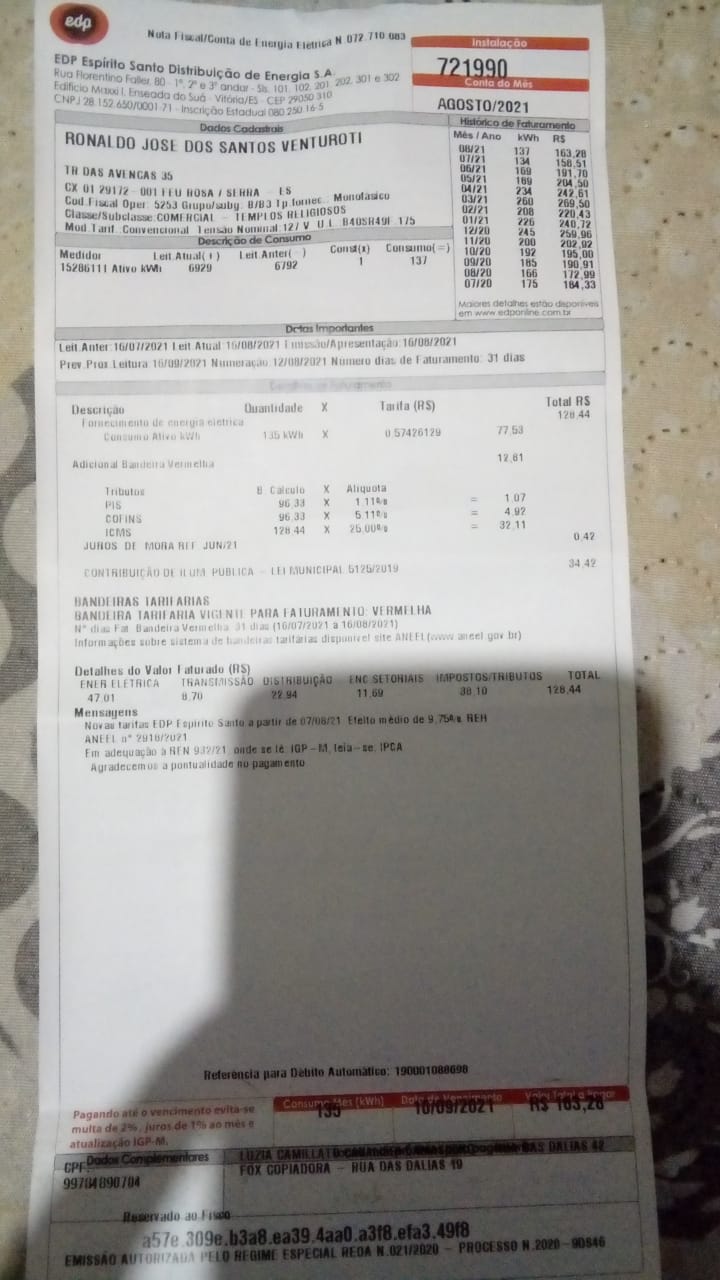 edp
Nota Fiscal/Conta de Energia Elétrica N.072.710.083
EDP Espírito Santo Distribuição de Energia S.A.
Rua Florentino Faller, 80 - 1º, 2º e 3º andar - Sls. 101, 102, 201, 202, 301 e 302
Edifício Maxxi I, Enseada do Suá - Vitória/ES - CEP 29050 310
CNPJ 28.152.650/0001-71 - Inscrição Estadual 080.250.16-5
Instalação
721990
Conta do Mês
AGOSTO/2021
Dados Cadastrais
RONALDO JOSE DOS SANTOS VENTUROTI
TR DAS AVENCAS 35
CX 01 29172 - 001 FEU ROSA / SERRA - ES
Cod.Fiscal Oper: 5253 Grupo/subg: B/B3 Tp.fornec.: Monofásico
Classe/Subclasse:COMERCIAL - TEMPLOS RELIGIOSOS
Mod.Tarif.:Convencional Tensão Nominal:127 V U.L.
Histórico de Faturamento
Mês / Ano kWh R$
08/21 137 163,28
07/21 134 158,51
06/21 169 191,70
05/21 189 204,50
04/21 234 242,61
03/21 260 269,50
02/21 208 220,43
01/21 226 240,72
12/20 245 259,96
11/20 200 202,92
10/20 192 195,00
09/20 185 190,91
08/20 166 172,99
07/20 175 184,33
Maiores detalhes estão disponíveis
em www.edponline.com.br
Descrição de Consumo
Medidor Leit.Atual(+) Leit.Anter(-) Const(x) Consumo(=)
15286111 Ativo kWh 6929 6792 1 137
Datas Importantes
Leit.Anter:16/07/2021 Leit.Atual:16/08/2021 Emissão/Apresentação:16/08/2021
Prev.Prox.Leitura:16/09/2021 Numeração:12/08/2021 Número dias de Faturamento: 31 dias
Descrição Quantidade X Tarifa (R$) Total R$
Fornecimento de energia elétrica 128,44
Consumo Ativo kWh 135 kWh X 0,57426129 77,53
Adicional Bandeira Vermelha 12,81
Tributos B.Cálculo X Alíquota
PIS 96,33 X 1,11% = 1,07
COFINS 96,33 X 5,11% = 4,92
ICMS 128,44 X 25,00% = 32,11
JUROS DE MORA REF. JUN/21 0,42
CONTRIBUIÇÃO DE ILUM. PÚBLICA - LEI MUNICIPAL 5125/2019 34,42
BANDEIRAS TARIFARIAS
BANDEIRA TARIFARIA VIGENTE PARA FATURAMENTO: VERMELHA
Nº dias Fat. Bandeira Vermelha: 31 dias (16/07/2021 a 16/08/2021)
Informações sobre sistema de bandeiras tarifárias disponível site ANEEL(www.aneel.gov.br)
Detalhes do Valor Faturado (R$)
ENER ELETRICA TRANSMISSÃO DISTRIBUIÇÃO ENC SETORIAIS IMPOSTOS/TRIBUTOS TOTAL
47,01 8,70 22,94 11,69 38,10 128,44
Mensagens
Novas tarifas EDP Espírito Santo a partir de 07/08/21. Efeito médio de 9,75%. REH
ANEEL nº 2918/2021.
Em adequação à REN 932/21, onde se lê: IGP-M, leia-se: IPCA
Agradecemos a pontualidade no pagamento
Referência para Débito Automático: 190001088698
Pagando até o vencimento evita-se
multa de 2%, juros de 1% ao mês e
atualização IGP-M.
Consumo Mês (kWh) Data de Vencimento Valor Total a Pagar
135 10/09/2021 R$ 163,28
Dados Complementares
CPF:
99784890704
DAS DALIAS 42
FOX COPIADORA - RUA DAS DALIAS 19
Reservado ao Fisco
a57e.309e.b3a8.ea39.4aa0.a3f8.efa3.49f8
EMISSÃO AUTORIZADA PELO REGIME ESPECIAL REOA N.021/2020 - PROCESSO N.2020-9D846